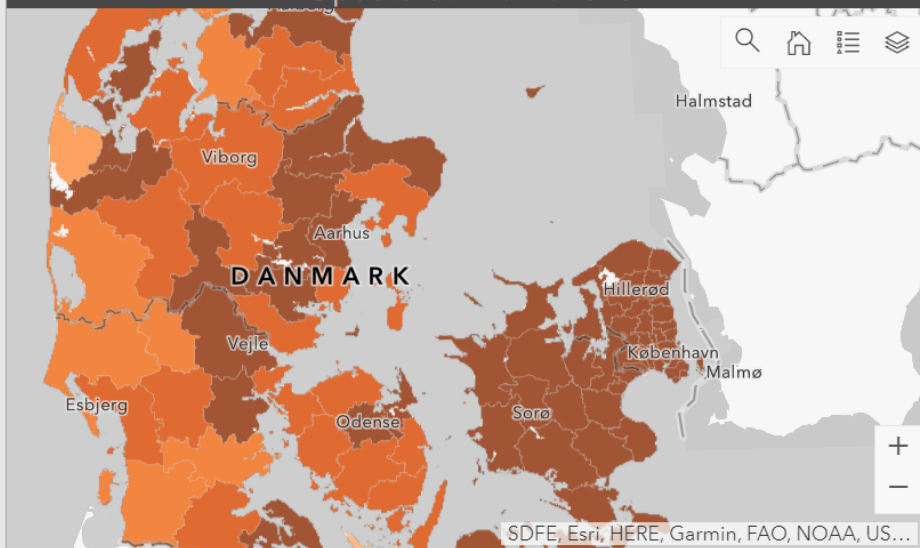 Halmstad
Viborg
Aarhus
DANMARK
Hillerød
Vejle
København
Malmø
Esbjerg
Sorø
Odense
SDFE, Esri, HERE, Garmin, FAO, NOAA, US...